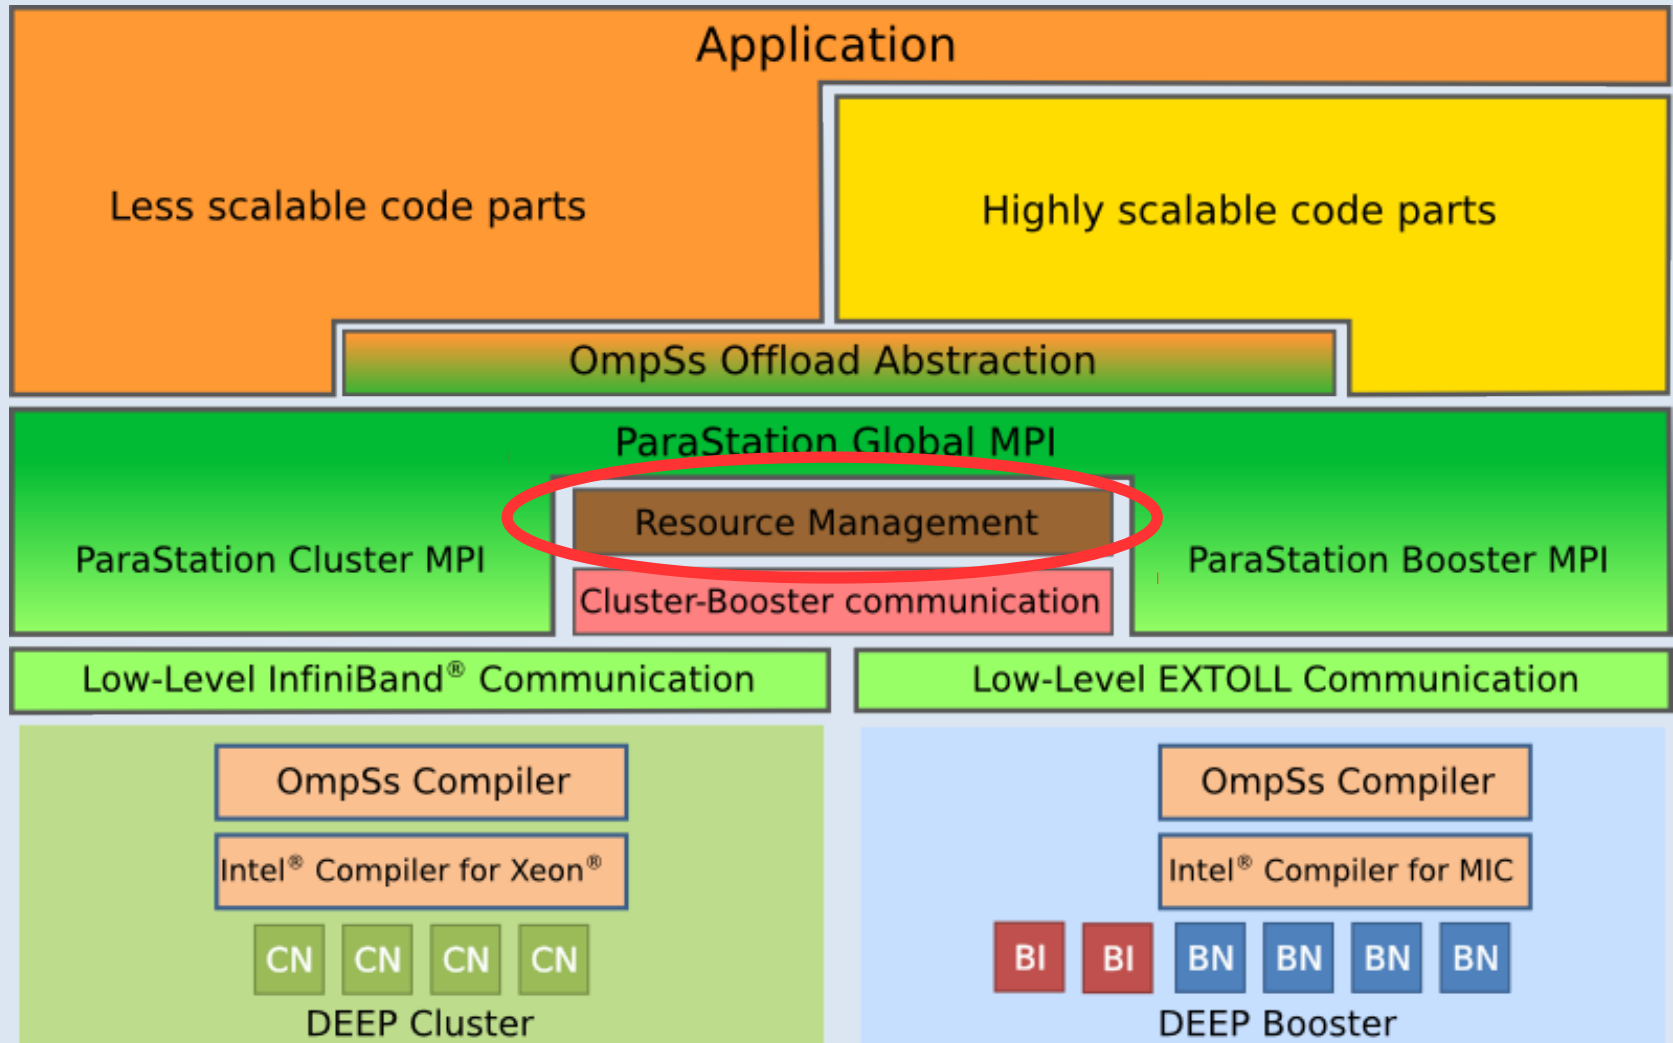 Application
Less scalable code parts
Highly scalable code parts
OmpSs Offload Abstraction
ParaStation Global MPI
Resource Management
ParaStation Cluster MPI
ParaStation Booster MPI
Cluster-Booster communication
Low-Level InfiniBand® Communication
Low-Level EXTOLL Communication
OmpSs Compiler
OmpSs Compiler
Intel® Compiler for Xeon®
Intel® Compiler for MIC
CN CN CN CN
BI BI BN BN BN BN
DEEP Cluster
DEEP Booster